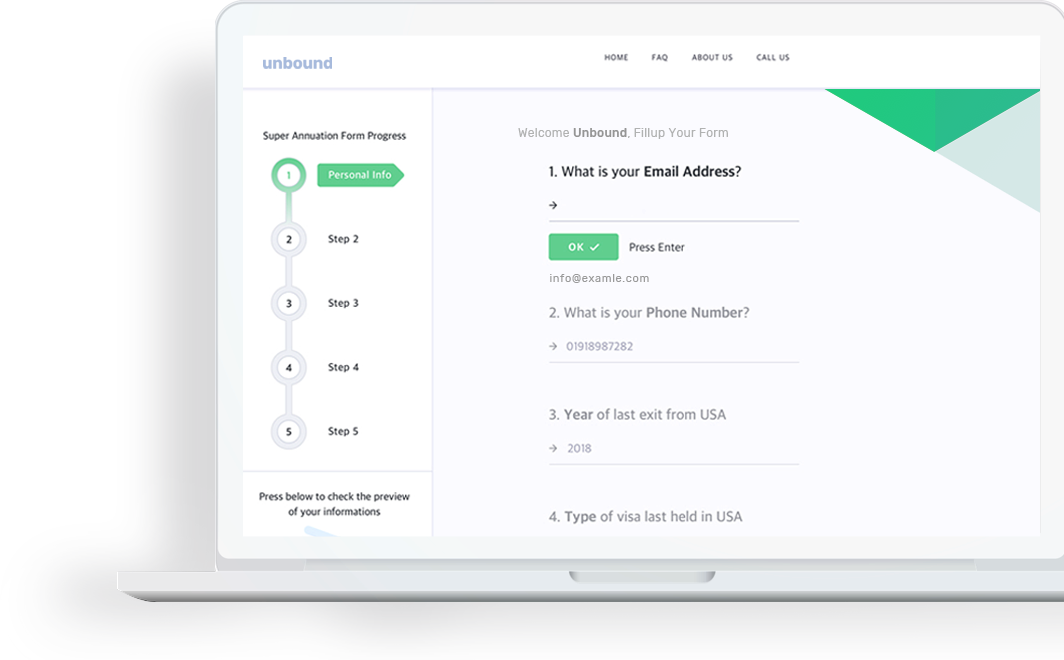 unbound
HOME FAQ ABOUT US CALL US
Super Annuation Form Progress
1 Personal Info
2 Step 2
3 Step 3
4 Step 4
5 Step 5
Press below to check the preview
of your informations
Welcome Unbound, Fillup Your Form
1. What is your Email Address?
→
OK ✓ Press Enter
info@examle.com
2. What is your Phone Number?
→ 01918987282
3. Year of last exit from USA
→ 2018
4. Type of visa last held in USA